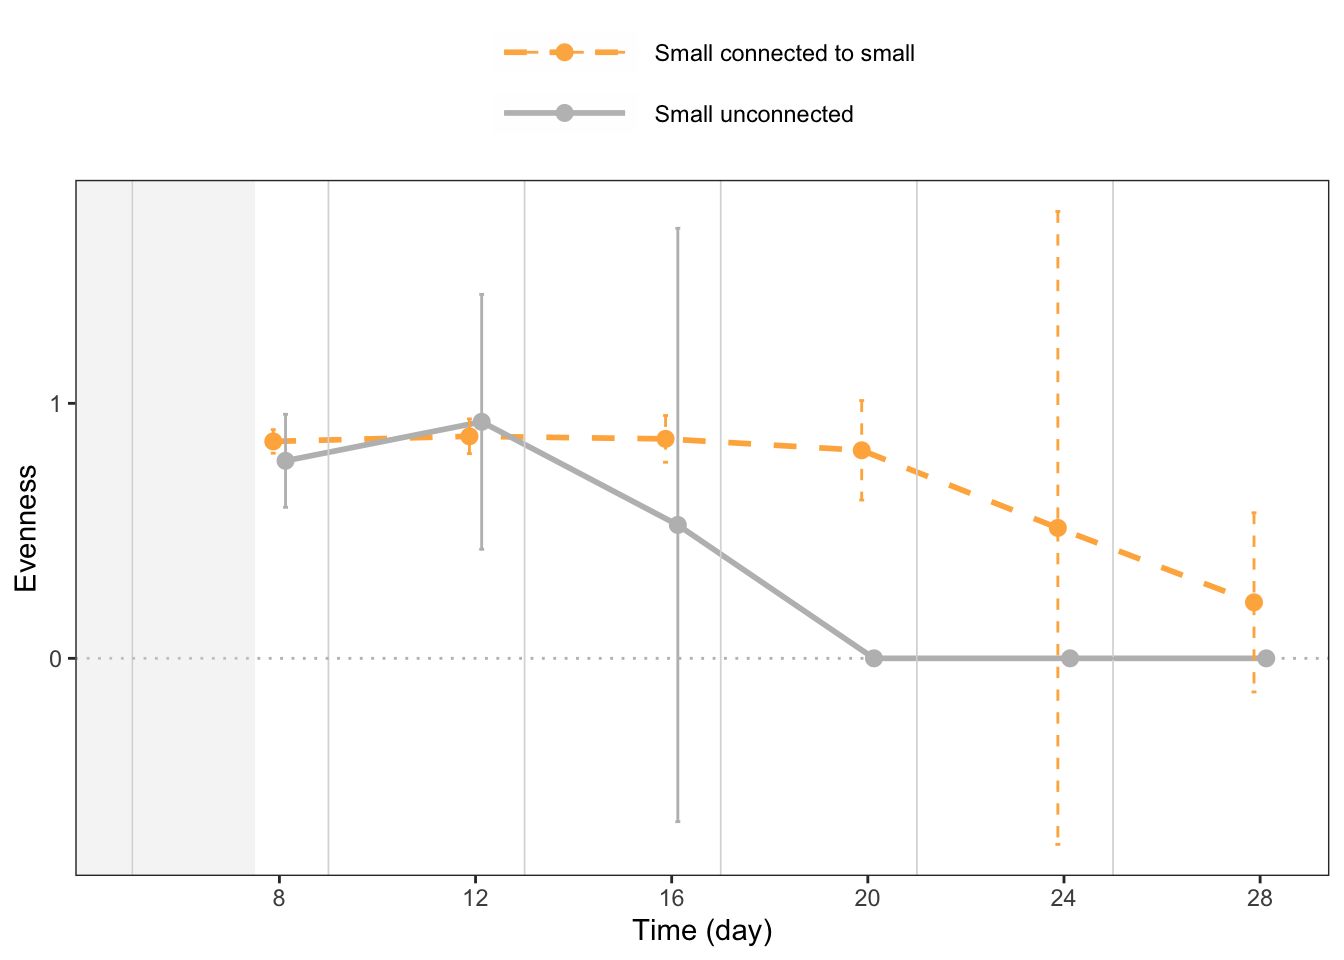 Small connected to small
Small unconnected
Evenness
1
0
8 12 16 20 24 28
Time (day)